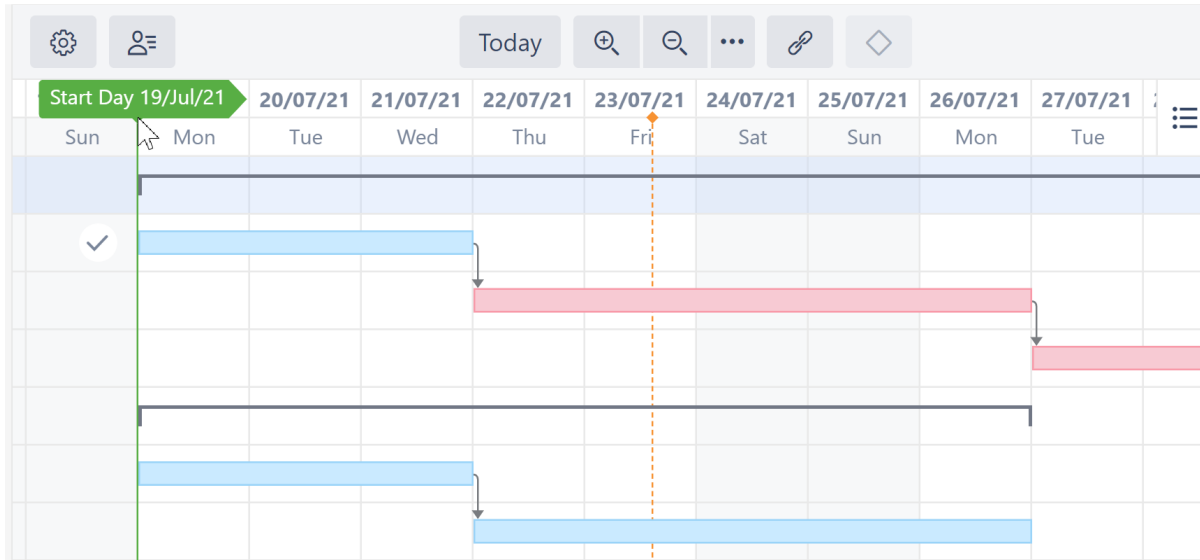 Today
Start Day 19/Jul/21 20/07/21 21/07/21 22/07/21 23/07/21 24/07/21 25/07/21 26/07/21 27/07/21
Sun Mon Tue Wed Thu Fri Sat Sun Mon Tue